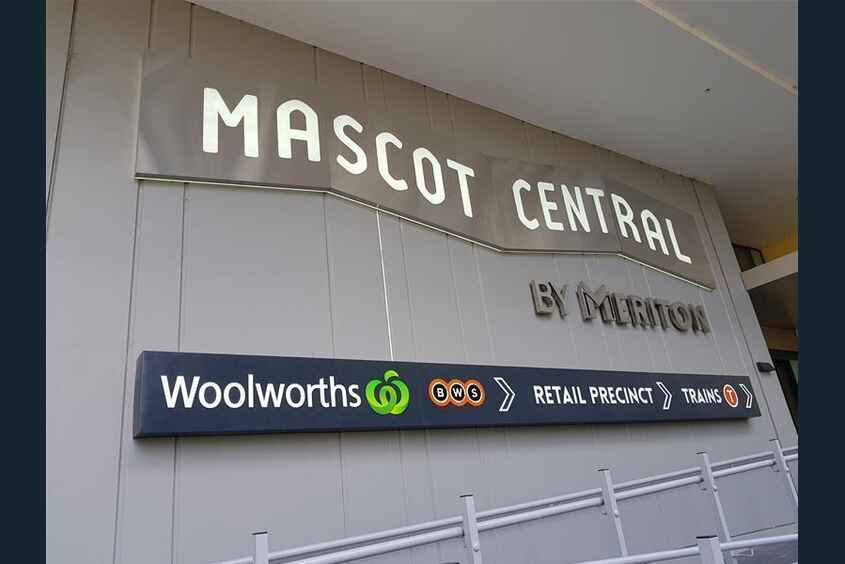 MASCOT CENTRAL
BY MERITON
Woolworths BWS RETAIL PRECINCT TRAINS T